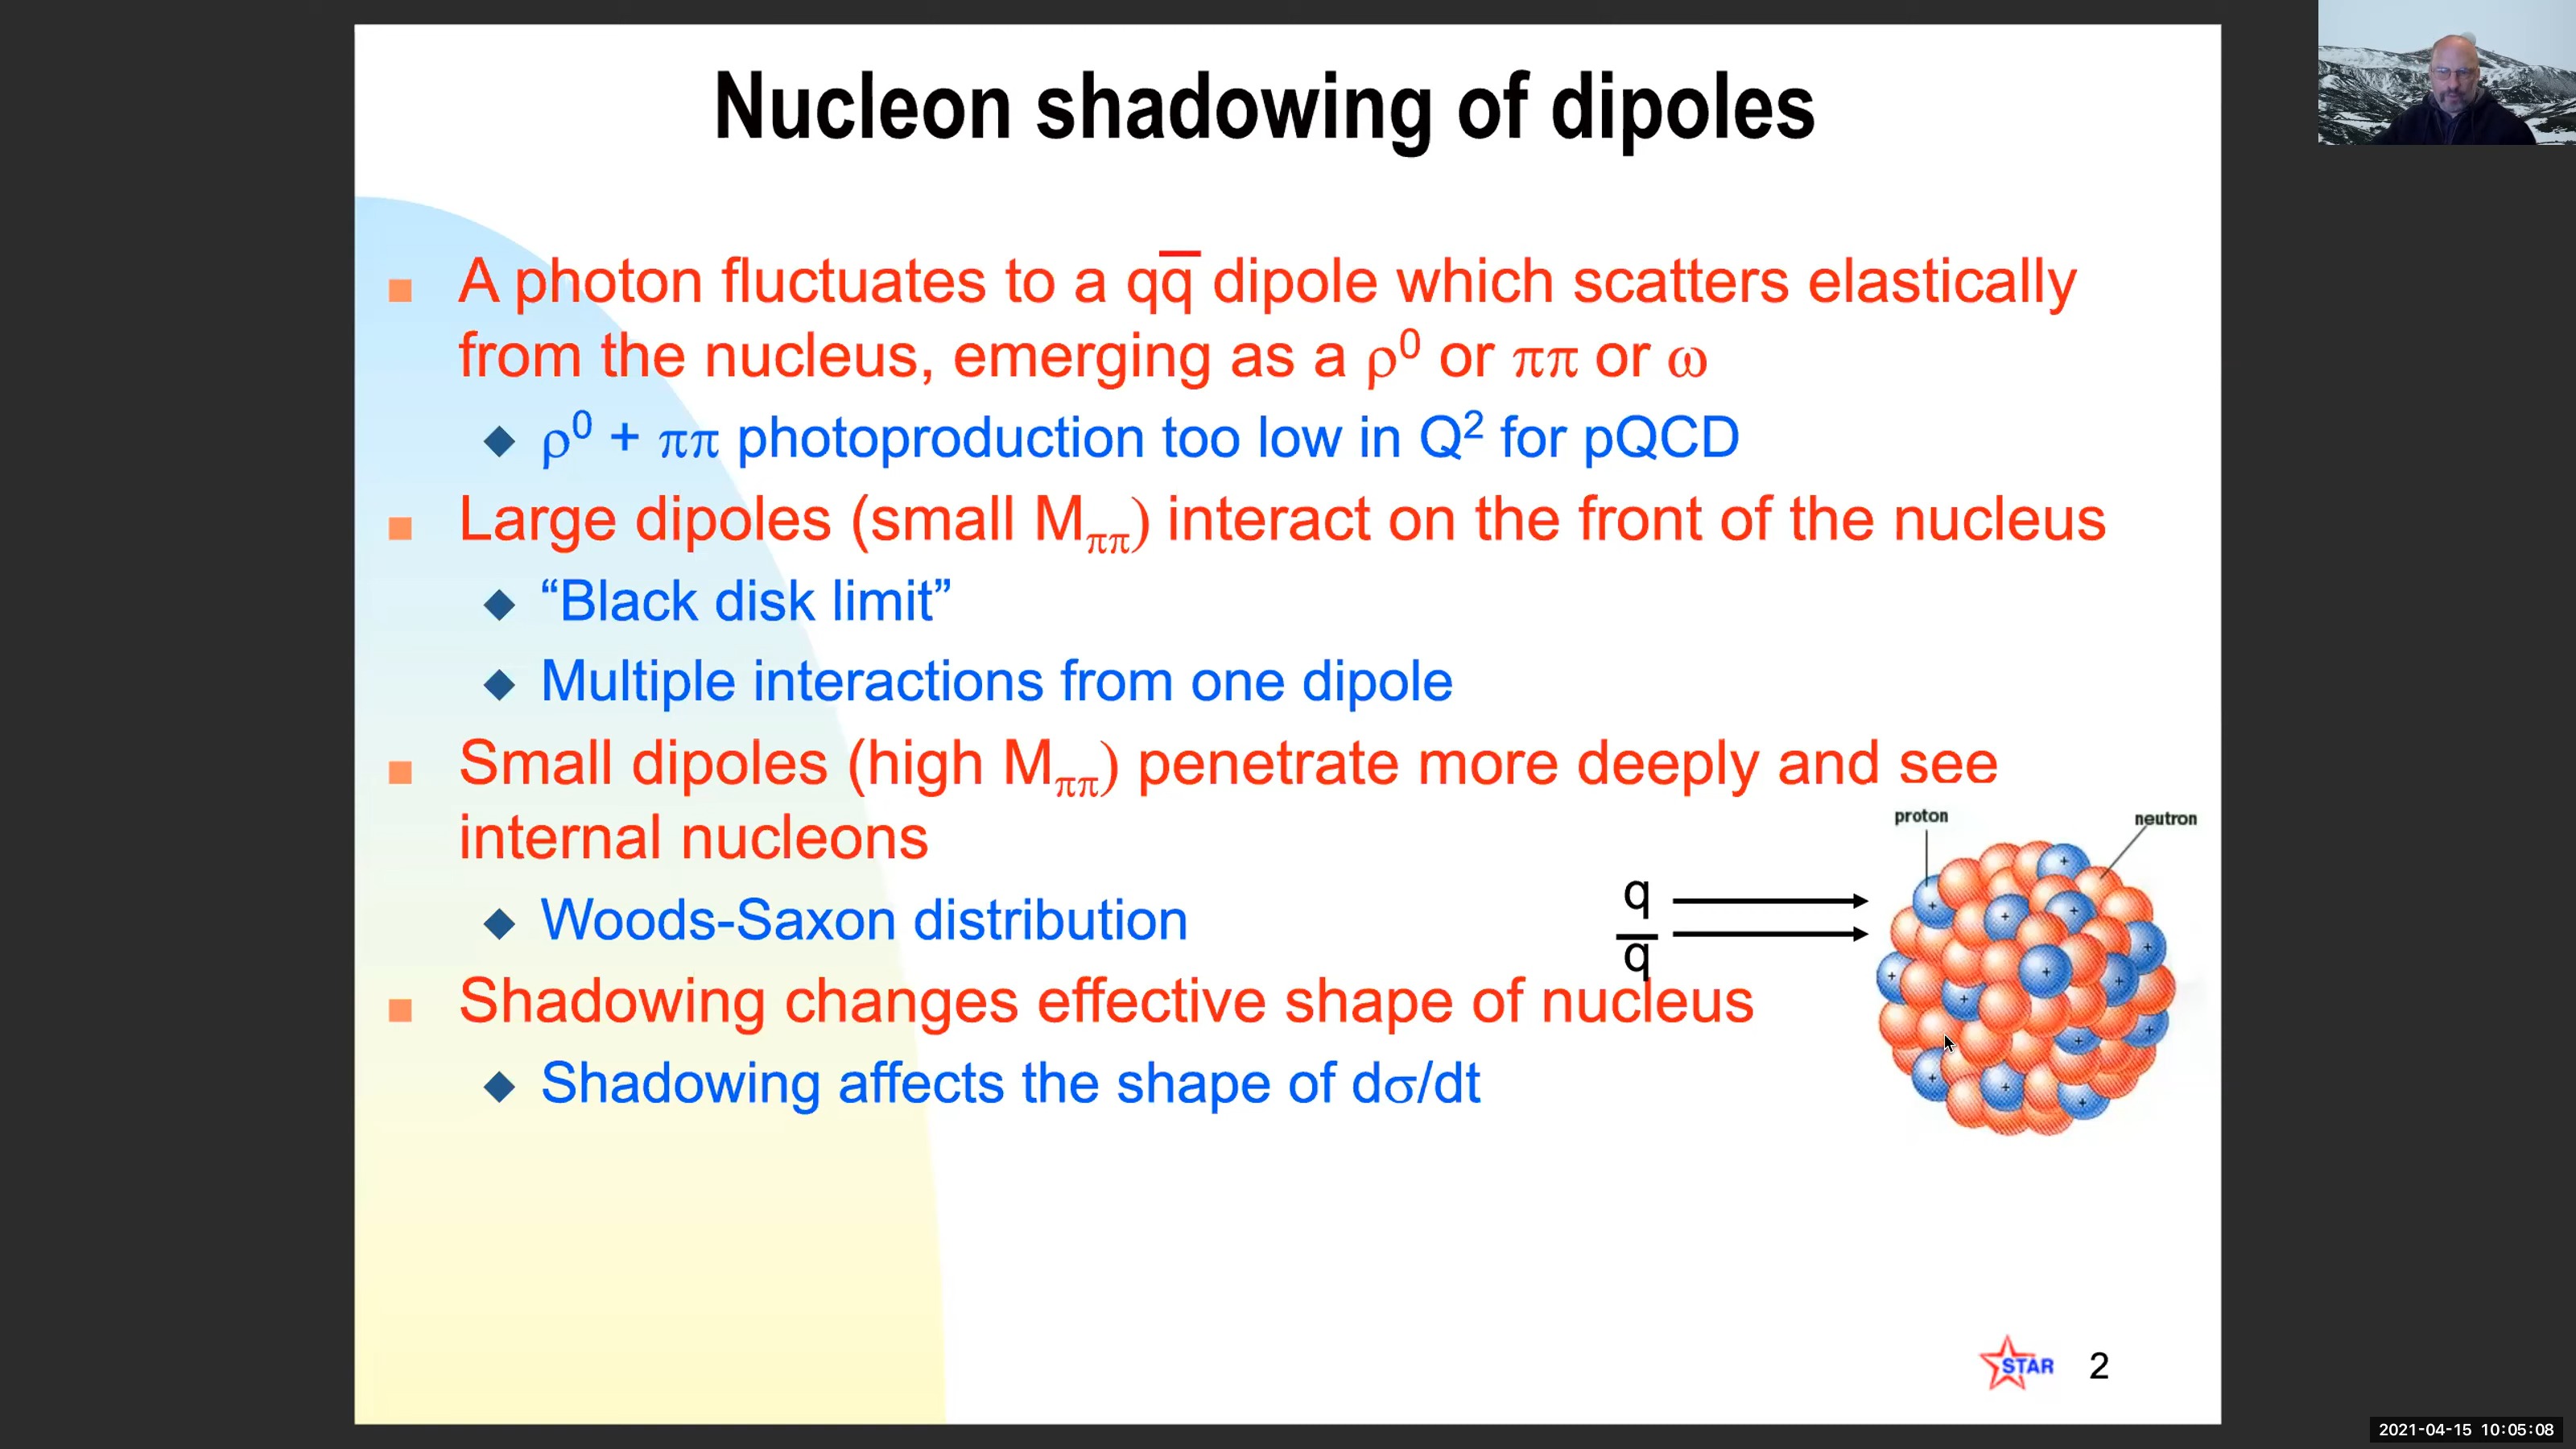 Nucleon shadowing of dipoles
A photon fluctuates to a qq̅ dipole which scatters elastically
from the nucleus, emerging as a ρ⁰ or ππ or ω
ρ⁰ + ππ photoproduction too low in Q² for pQCD
Large dipoles (small Mππ) interact on the front of the nucleus
“Black disk limit”
Multiple interactions from one dipole
Small dipoles (high Mππ) penetrate more deeply and see
internal nucleons
Woods-Saxon distribution
Shadowing changes effective shape of nucleus
Shadowing affects the shape of dσ/dt
proton
neutron
q
q̅
STAR
2
2021-04-15 10:05:08